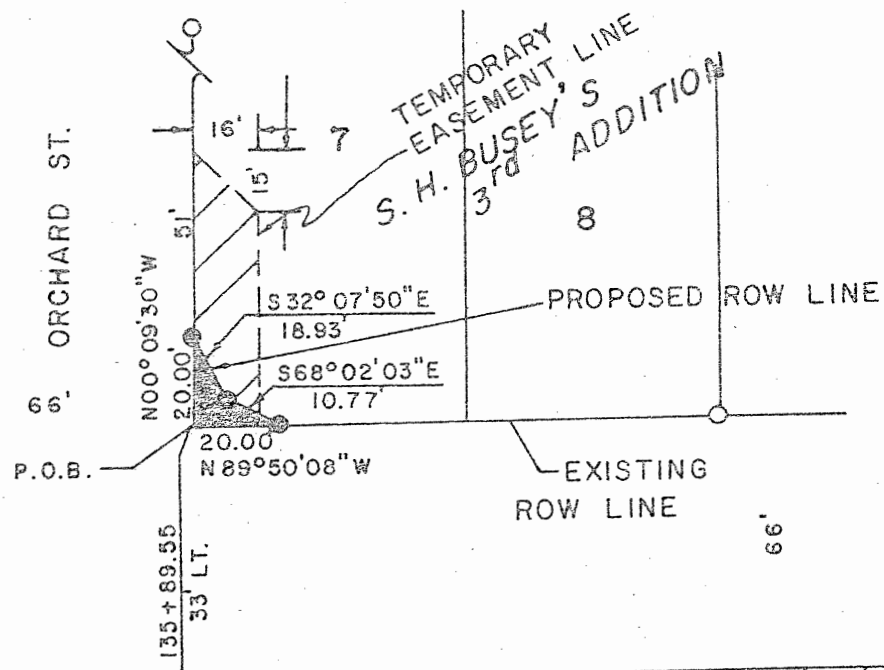 TEMPORARY
EASEMENT LINE
S. H. BUSEY'S
3rd ADDITION
16'
7
15'
8
ORCHARD ST.
51'
N00°09'30"W
20.00'
66'
S32°07'50"E
18.93'
PROPOSED ROW LINE
S68°02'03"E
10.77'
20.00'
N89°50'08"W
P.O.B.
EXISTING
ROW LINE
66'
135+89.55
33' LT.